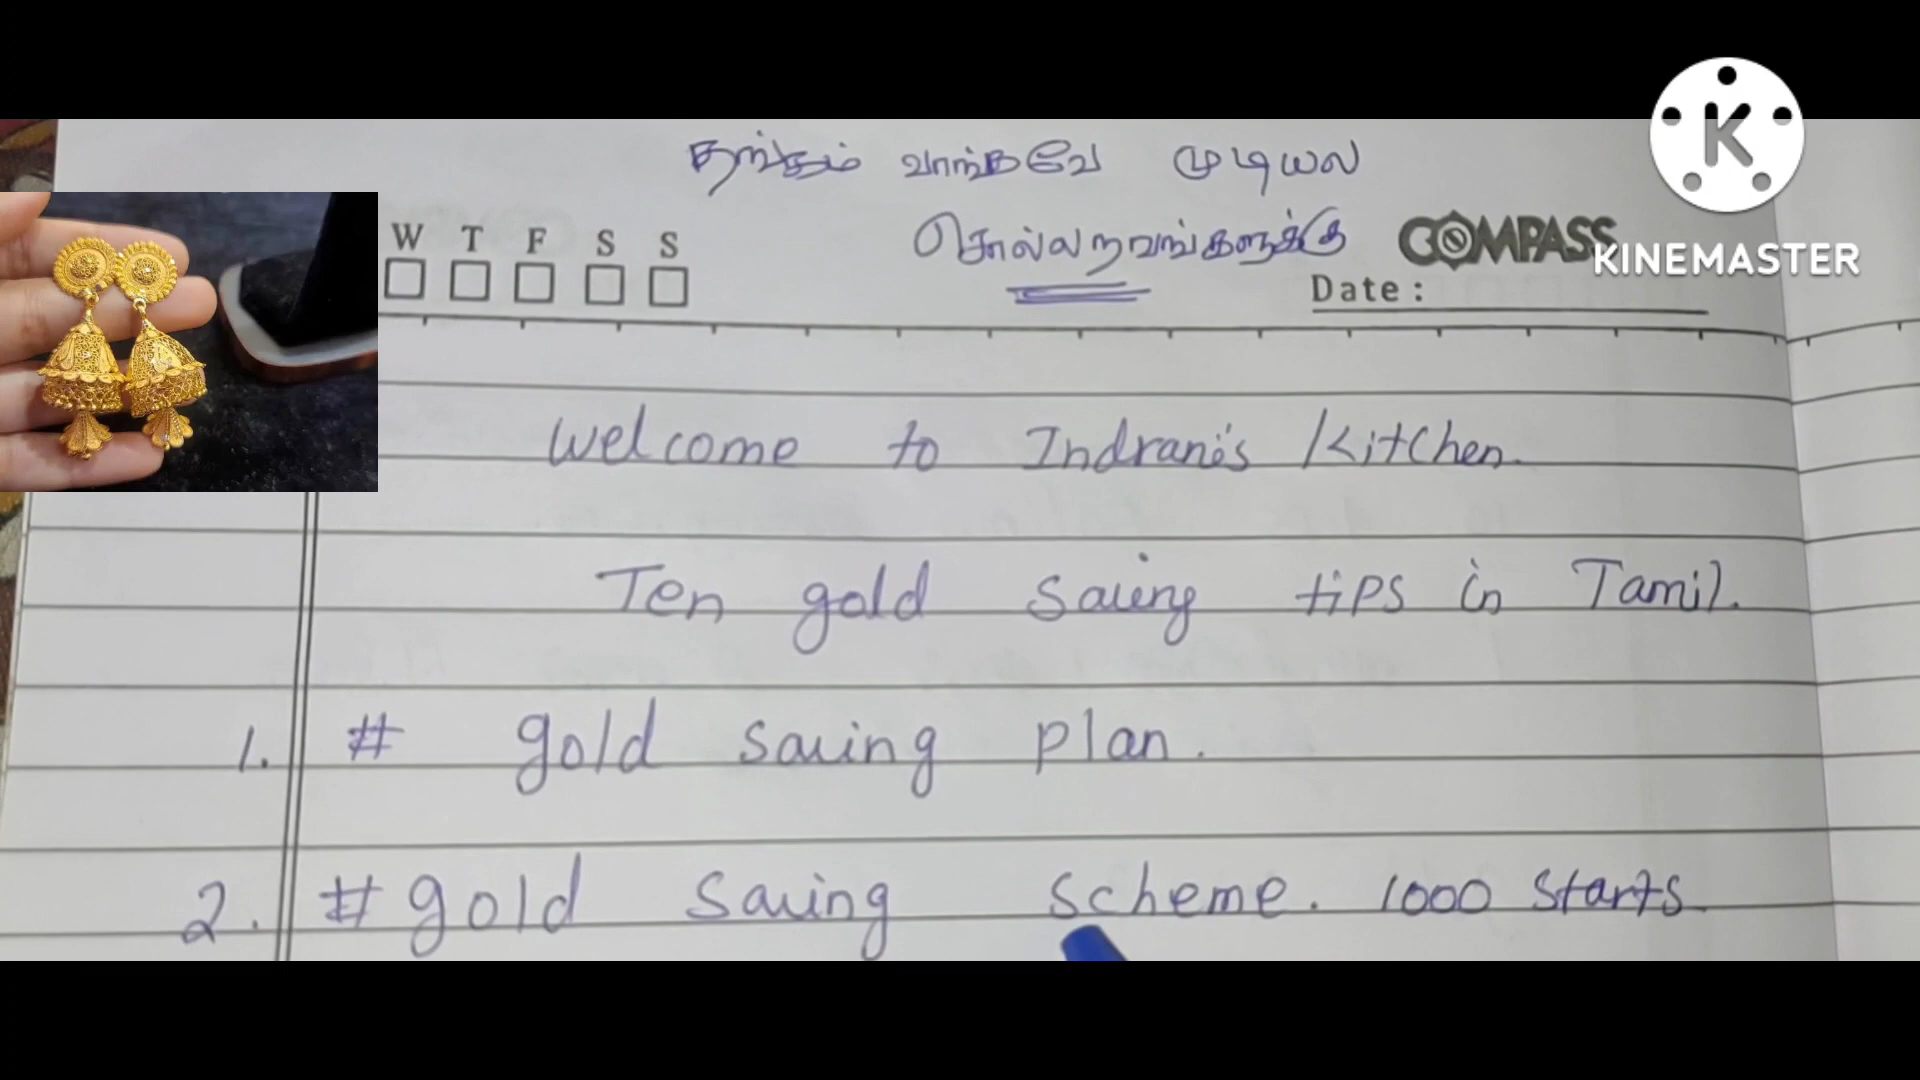 தங்கம் வாங்கவே முடியல
சொல்லறவங்களுக்கு
COMPASS
KINEMASTER
W T F S S
Date :
Welcome to Indrani's Kitchen.
Ten gold saving tips in Tamil.
1. # gold saving plan.
2. # gold saving scheme. 1000 starts